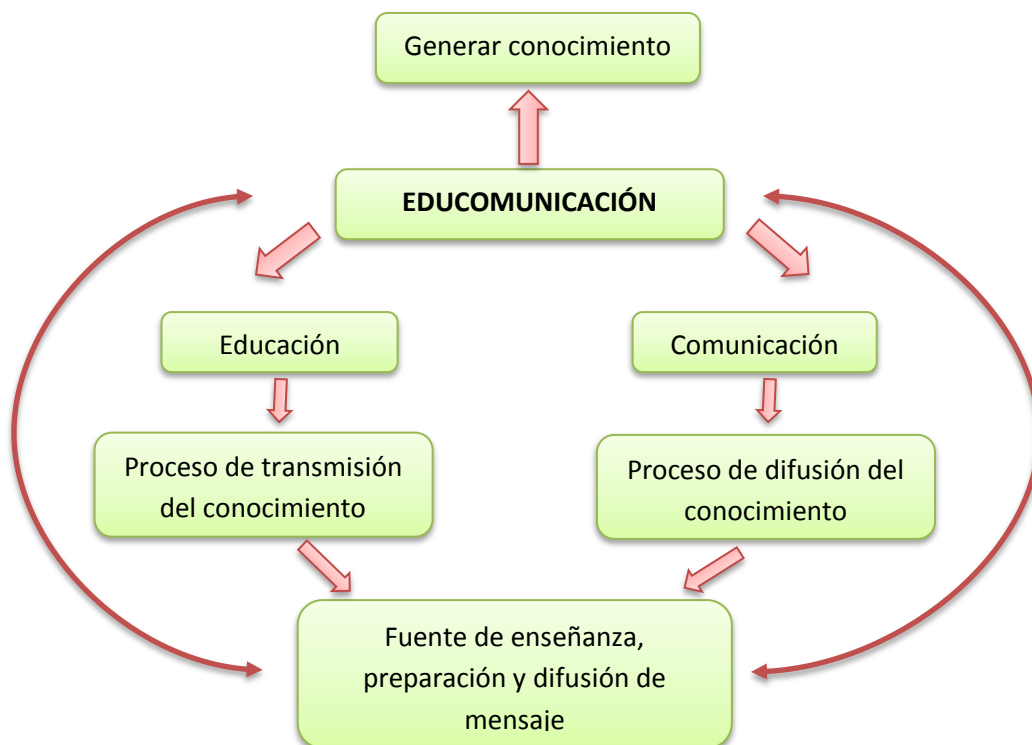 Generar conocimiento
EDUCOMUNICACIÓN
Educación
Comunicación
Proceso de transmisión
del conocimiento
Proceso de difusión del
conocimiento
Fuente de enseñanza,
preparación y difusión de
mensaje